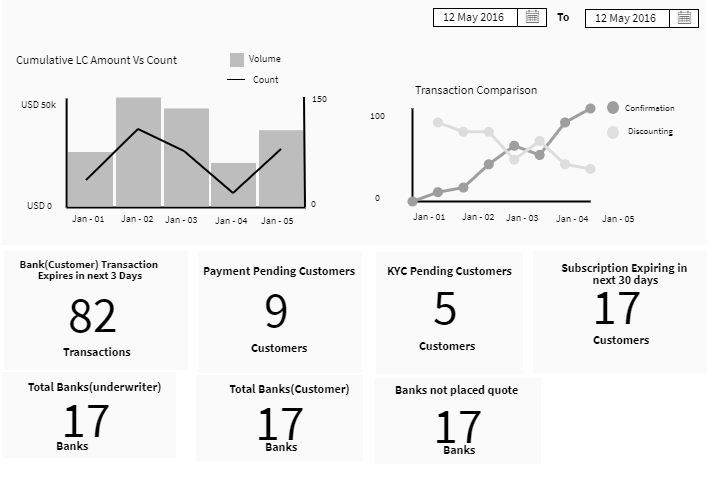 12 May 2016 To 12 May 2016
Cumulative LC Amount Vs Count
Volume
Count
USD 50k
150
USD 0
0
Jan - 01 Jan - 02 Jan - 03 Jan - 04 Jan - 05
Transaction Comparison
100
Confirmation
Discounting
0
Jan - 01 Jan - 02 Jan - 03 Jan - 04 Jan - 05
Bank(Customer) Transaction
Expires in next 3 Days
82
Transactions
Payment Pending Customers
9
Customers
KYC Pending Customers
5
Customers
Subscription Expiring in
next 30 days
17
Customers
Total Banks(underwriter)
17
Banks
Total Banks(Customer)
17
Banks
Banks not placed quote
17
Banks